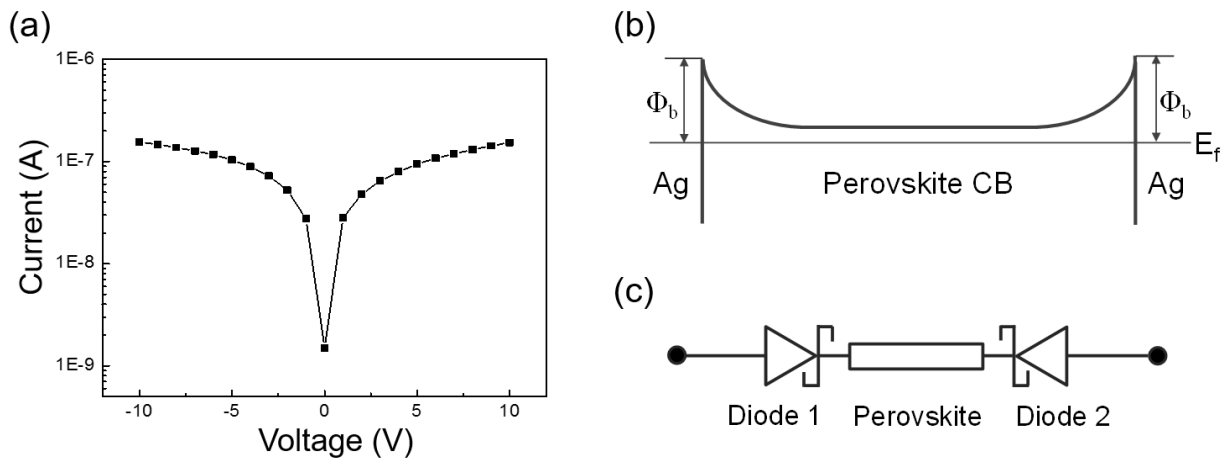 (a)
1E-6
1E-7
1E-8
1E-9
Current (A)
-10 -5 0 5 10
Voltage (V)
(b)
Φb Φb
Ef
Ag Perovskite CB Ag
(c)
Diode 1 Perovskite Diode 2